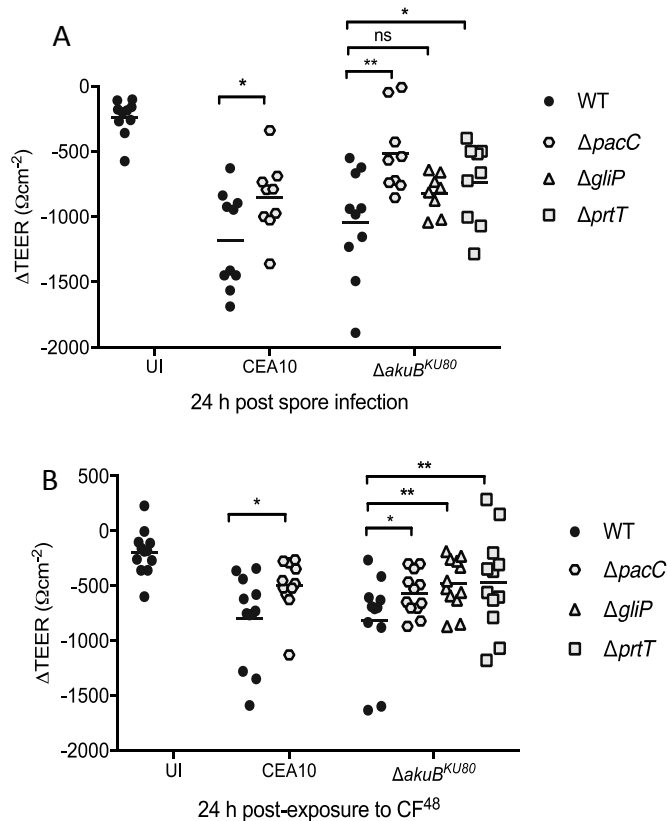 A
*
ns
**
*
0
-500
-1000
-1500
-2000
ΔTEER (Ωcm⁻²)
UI
CEA10
ΔakuB^KU80
24 h post spore infection
WT
ΔpacC
ΔgliP
ΔprtT
B
*
**
**
*
500
0
-500
-1000
-1500
-2000
ΔTEER (Ωcm⁻²)
UI
CEA10
ΔakuB^KU80
24 h post-exposure to CF⁴⁸
WT
ΔpacC
ΔgliP
ΔprtT